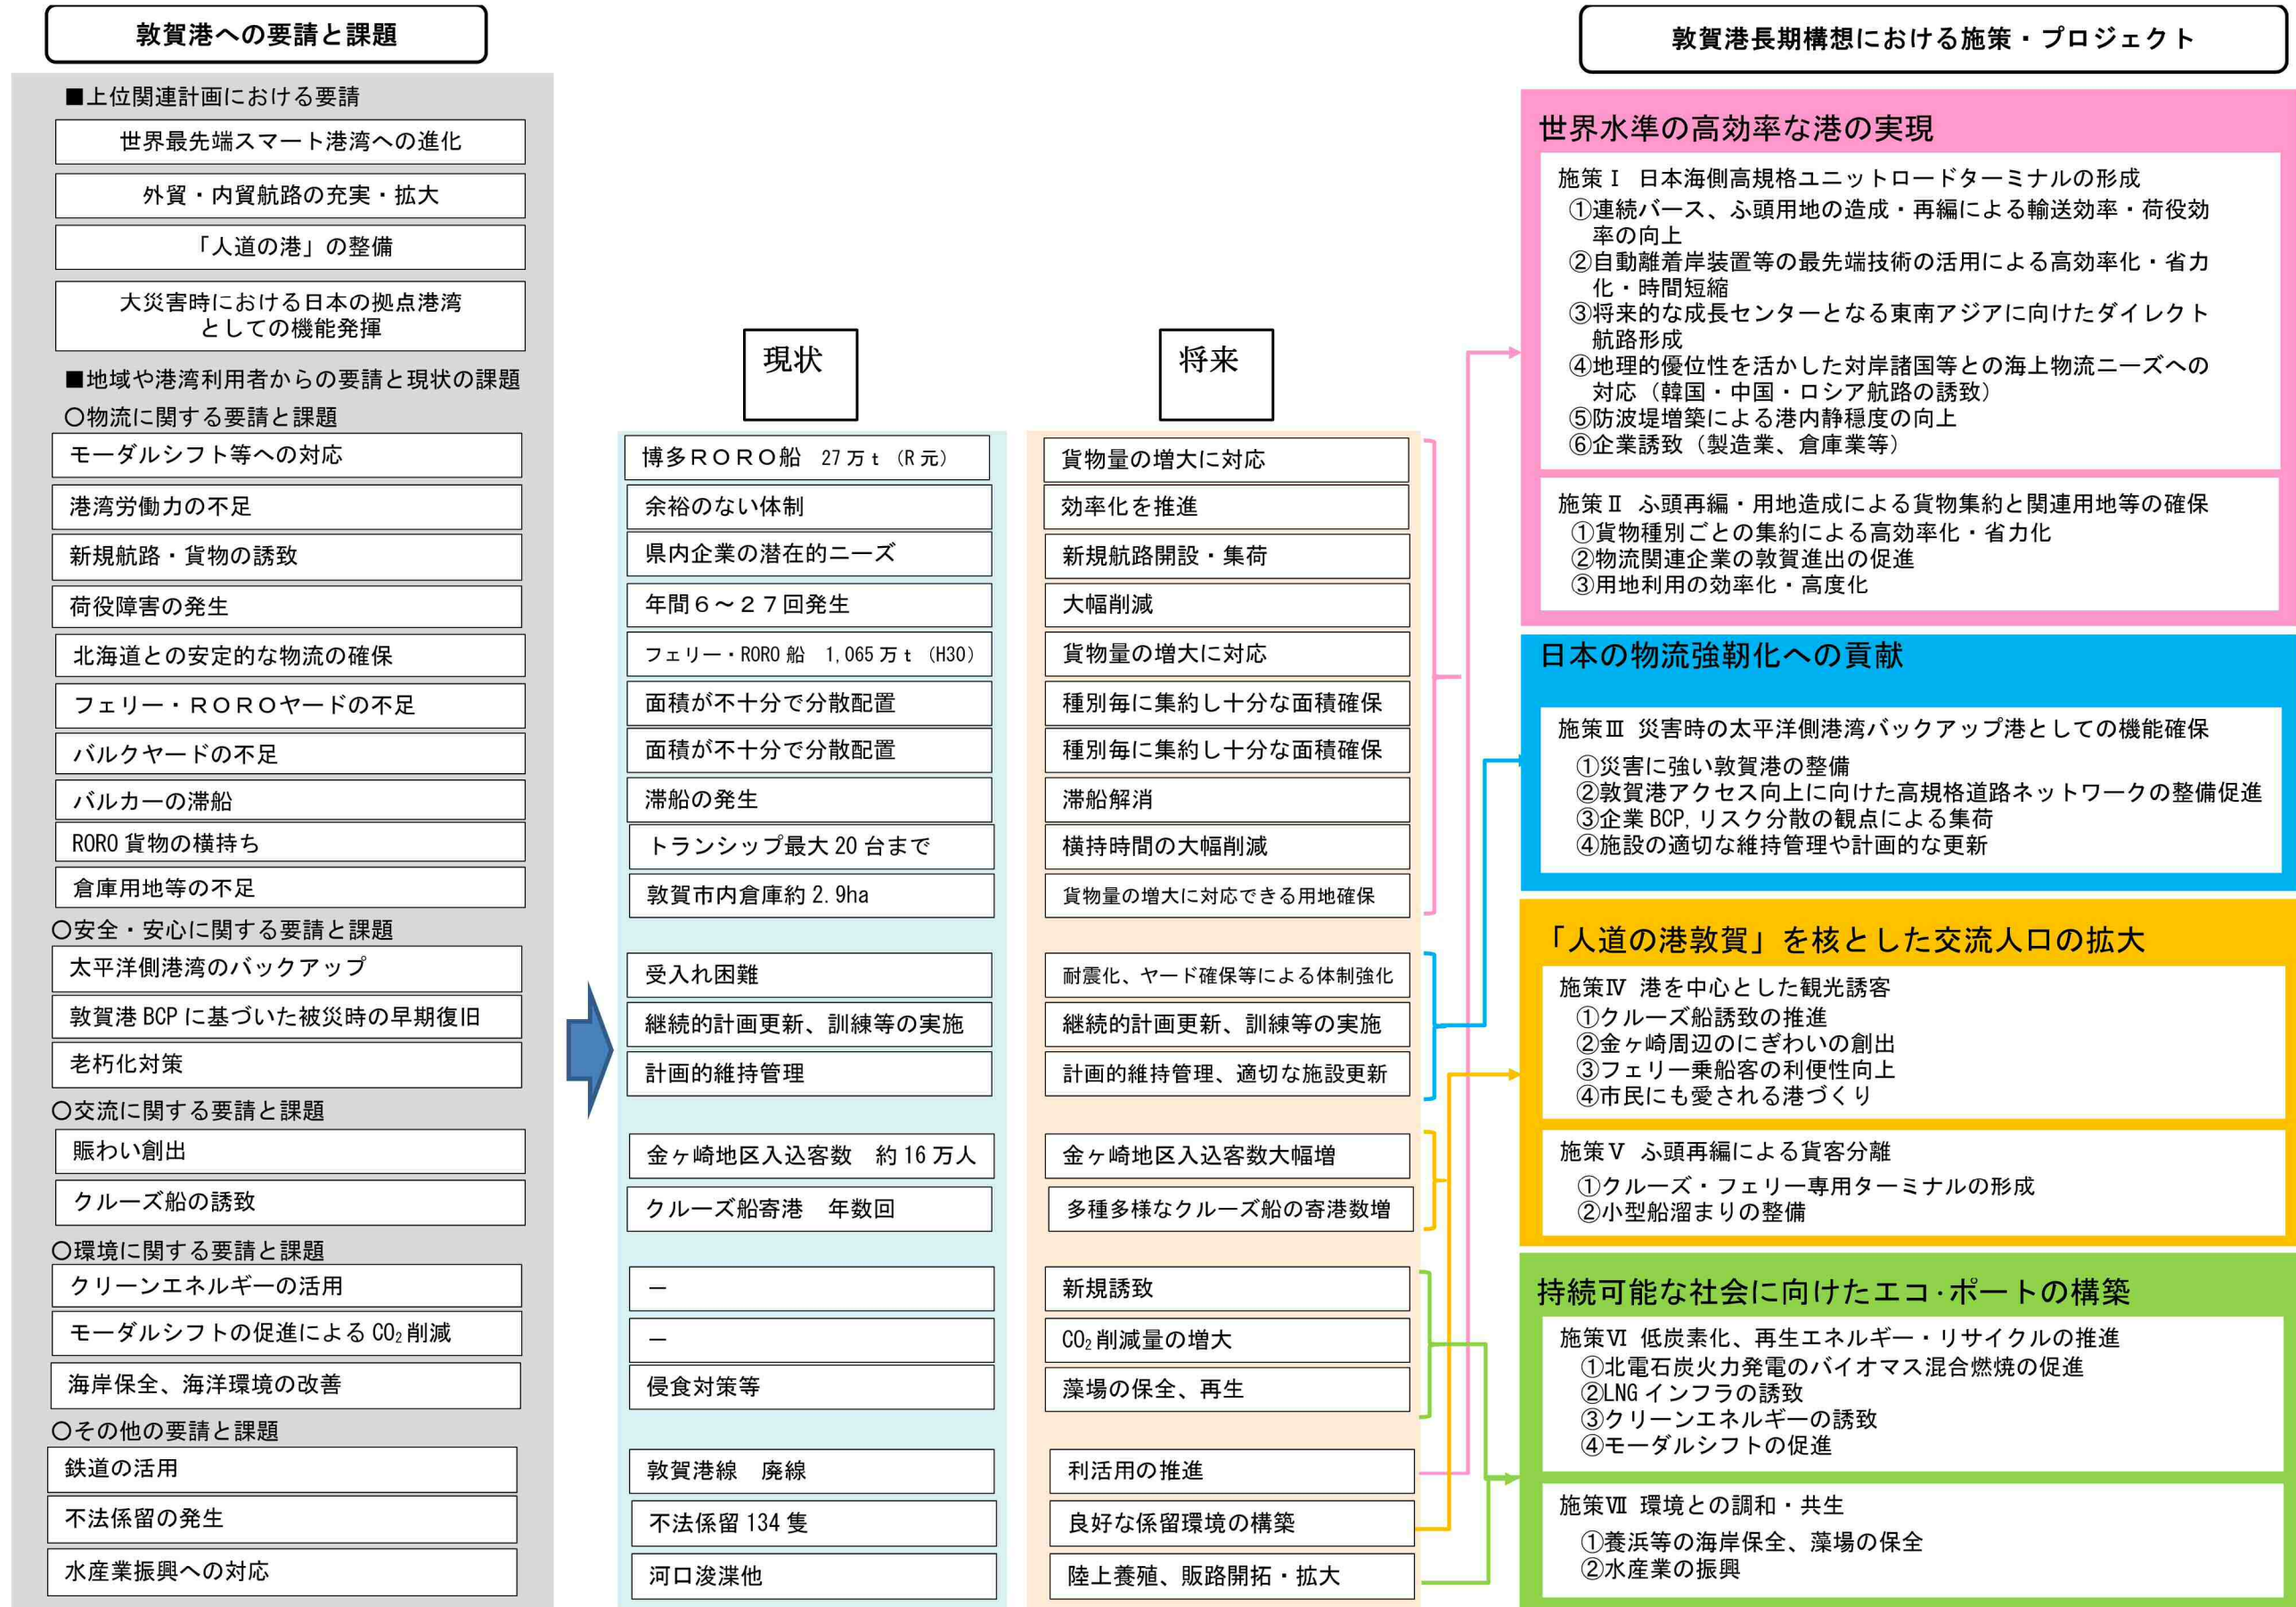 敦賀港への要請と課題
■上位関連計画における要請
世界最先端スマート港湾への進化
外貿・内貿航路の充実・拡大
「人道の港」の整備
大災害時における日本の拠点港湾
としての機能発揮
■地域や港湾利用者からの要請と現状の課題
〇物流に関する要請と課題
モーダルシフト等への対応
港湾労働力の不足
新規航路・貨物の誘致
荷役障害の発生
北海道との安定的な物流の確保
フェリー・ＲＯＲＯヤードの不足
バルクヤードの不足
バルカーの滞船
RORO 貨物の横持ち
倉庫用地等の不足
〇安全・安心に関する要請と課題
太平洋側港湾のバックアップ
敦賀港 BCP に基づいた被災時の早期復旧
老朽化対策
〇交流に関する要請と課題
賑わい創出
クルーズ船の誘致
〇環境に関する要請と課題
クリーンエネルギーの活用
モーダルシフトの促進による CO₂ 削減
海岸保全、海洋環境の改善
〇その他の要請と課題
鉄道の活用
不法係留の発生
水産業振興への対応
現状
博多ＲＯＲＯ船　27 万 t （R 元）
余裕のない体制
県内企業の潜在的ニーズ
年間６～２７回発生
フェリー・RORO 船　1,065 万 t （H30）
面積が不十分で分散配置
面積が不十分で分散配置
滞船の発生
トランシップ最大 20 台まで
敦賀市内倉庫約 2.9ha
受入れ困難
継続的計画更新、訓練等の実施
計画的維持管理
金ヶ崎地区入込客数　約 16 万人
クルーズ船寄港　年数回
－
－
侵食対策等
敦賀港線　廃線
不法係留 134 隻
河口浚渫他
将来
貨物量の増大に対応
効率化を推進
新規航路開設・集荷
大幅削減
貨物量の増大に対応
種別毎に集約し十分な面積確保
種別毎に集約し十分な面積確保
滞船解消
横持時間の大幅削減
貨物量の増大に対応できる用地確保
耐震化、ヤード確保等による体制強化
継続的計画更新、訓練等の実施
計画的維持管理、適切な施設更新
金ヶ崎地区入込客数大幅増
多種多様なクルーズ船の寄港数増
新規誘致
CO₂ 削減量の増大
藻場の保全、再生
利活用の推進
良好な係留環境の構築
陸上養殖、販路開拓・拡大
敦賀港長期構想における施策・プロジェクト
世界水準の高効率な港の実現
施策Ⅰ 日本海側高規格ユニットロードターミナルの形成
①連続バース、ふ頭用地の造成・再編による輸送効率・荷役効
率の向上
②自動離着岸装置等の最先端技術の活用による高効率化・省力
化・時間短縮
③将来的な成長センターとなる東南アジアに向けたダイレクト
航路形成
④地理的優位性を活かした対岸諸国等との海上物流ニーズへの
対応（韓国・中国・ロシア航路の誘致）
⑤防波堤増築による港内静穏度の向上
⑥企業誘致（製造業、倉庫業等）
施策Ⅱ ふ頭再編・用地造成による貨物集約と関連用地等の確保
①貨物種別ごとの集約による高効率化・省力化
②物流関連企業の敦賀進出の促進
③用地利用の効率化・高度化
日本の物流強靭化への貢献
施策Ⅲ 災害時の太平洋側港湾バックアップ港としての機能確保
①災害に強い敦賀港の整備
②敦賀港アクセス向上に向けた高規格道路ネットワークの整備促進
③企業 BCP, リスク分散の観点による集荷
④施設の適切な維持管理や計画的な更新
「人道の港敦賀」を核とした交流人口の拡大
施策Ⅳ 港を中心とした観光誘客
①クルーズ船誘致の推進
②金ヶ崎周辺のにぎわいの創出
③フェリー乗船客の利便性向上
④市民にも愛される港づくり
施策Ⅴ ふ頭再編による貨客分離
①クルーズ・フェリー専用ターミナルの形成
②小型船溜まりの整備
持続可能な社会に向けたエコ・ポートの構築
施策Ⅵ 低炭素化、再生エネルギー・リサイクルの推進
①北電石炭火力発電のバイオマス混合燃焼の促進
②LNG インフラの誘致
③クリーンエネルギーの誘致
④モーダルシフトの促進
施策Ⅶ 環境との調和・共生
①養浜等の海岸保全、藻場の保全
②水産業の振興